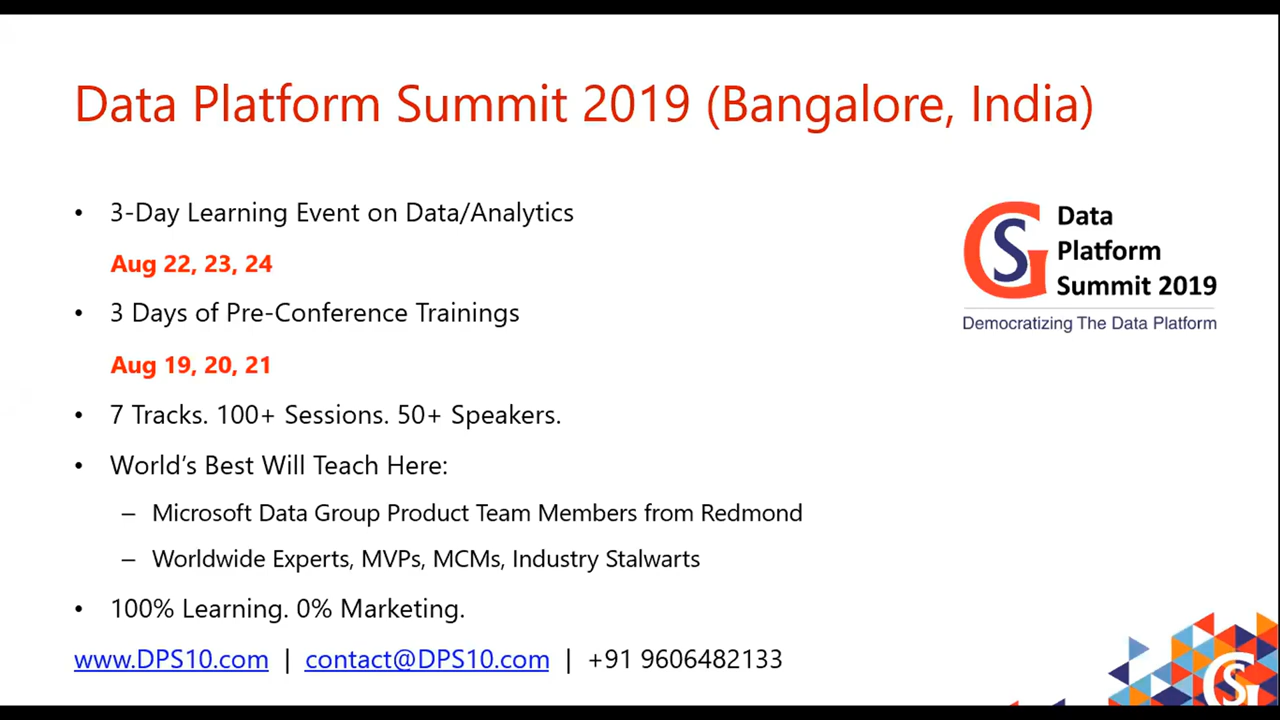 Data Platform Summit 2019 (Bangalore, India)
• 3-Day Learning Event on Data/Analytics
Aug 22, 23, 24
• 3 Days of Pre-Conference Trainings
Aug 19, 20, 21
• 7 Tracks. 100+ Sessions. 50+ Speakers.
• World’s Best Will Teach Here:
– Microsoft Data Group Product Team Members from Redmond
– Worldwide Experts, MVPs, MCMs, Industry Stalwarts
• 100% Learning. 0% Marketing.
www.DPS10.com | contact@DPS10.com | +91 9606482133
GS
Data
Platform
Summit 2019
Democratizing The Data Platform
GS